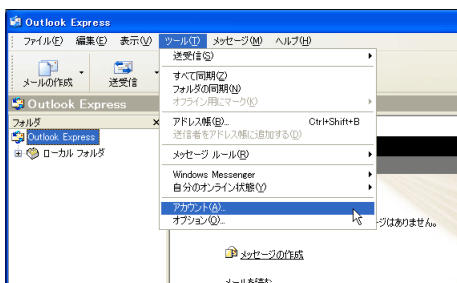 Outlook Express
ファイル(F) 編集(E) 表示(V) ツール(T) メッセージ(M) ヘルプ(H)
メールの作成 送受信
送受信(S)
すべて同期(Z)
フォルダの同期(N)
オフライン用にマーク(K)
アドレス帳(B)... Ctrl+Shift+B
送信者をアドレス帳に追加する(D)
メッセージ ルール(R)
Windows Messenger
自分のオンライン状態(Y)
アカウント(A)...
オプション(O)...
Outlook Express
フォルダ ×
Outlook Express
ローカル フォルダ
ージはありません。
メッセージの作成
メールを読む